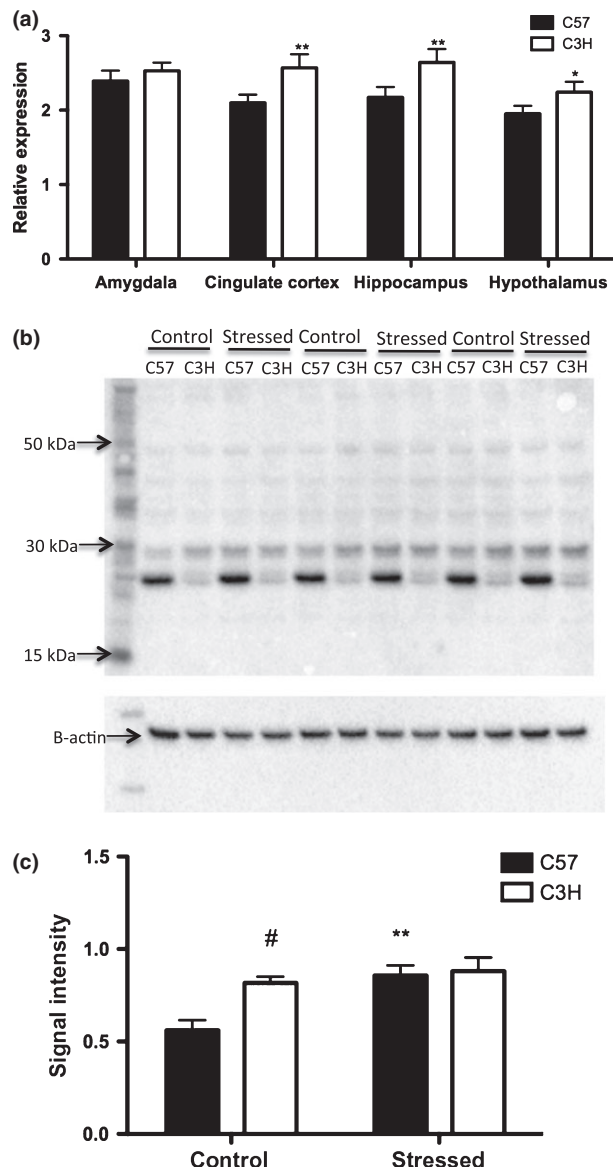 (a)
3
2
1
0
Relative expression
C57
C3H
** ** *
Amygdala Cingulate cortex Hippocampus Hypothalamus
(b)
Control Stressed Control Stressed Control Stressed
C57 C3H C57 C3H C57 C3H C57 C3H C57 C3H C57 C3H
50 kDa
30 kDa
15 kDa
B-actin
(c)
1.5
1.0
0.5
0.0
Signal intensity
C57
C3H
# **
Control Stressed